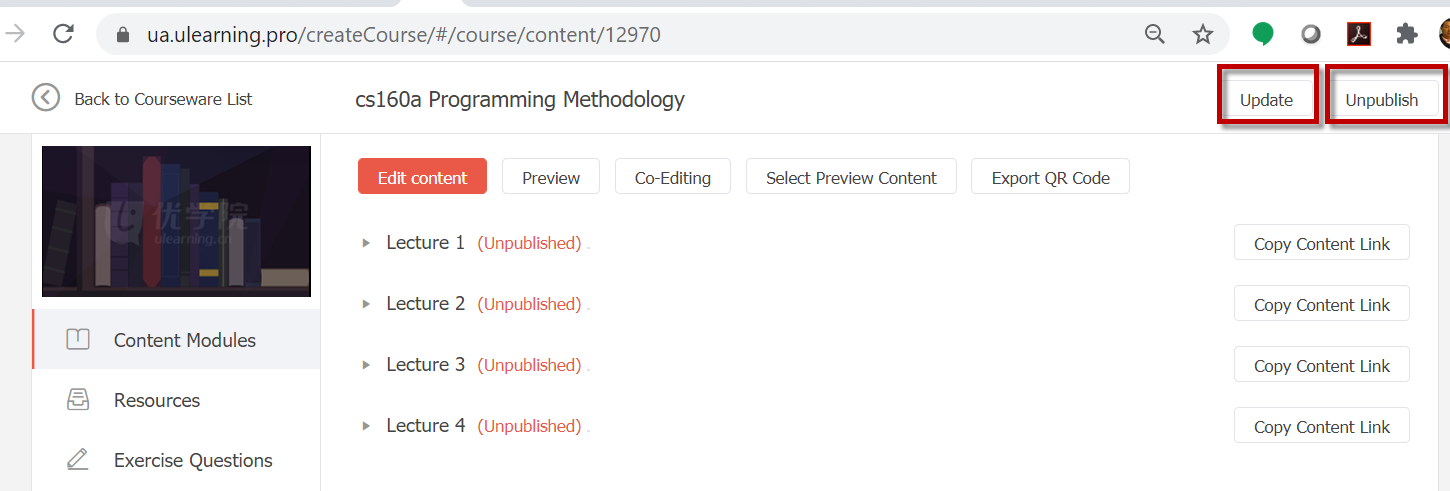 ua.ulearning.pro/createCourse/#/course/content/12970
Back to Courseware List
cs160a Programming Methodology
Update
Unpublish
优学院
ulearning.cn
Edit content
Preview
Co-Editing
Select Preview Content
Export QR Code
Lecture 1 (Unpublished) .
Copy Content Link
Lecture 2 (Unpublished) .
Copy Content Link
Lecture 3 (Unpublished) .
Copy Content Link
Lecture 4 (Unpublished) .
Copy Content Link
Content Modules
Resources
Exercise Questions